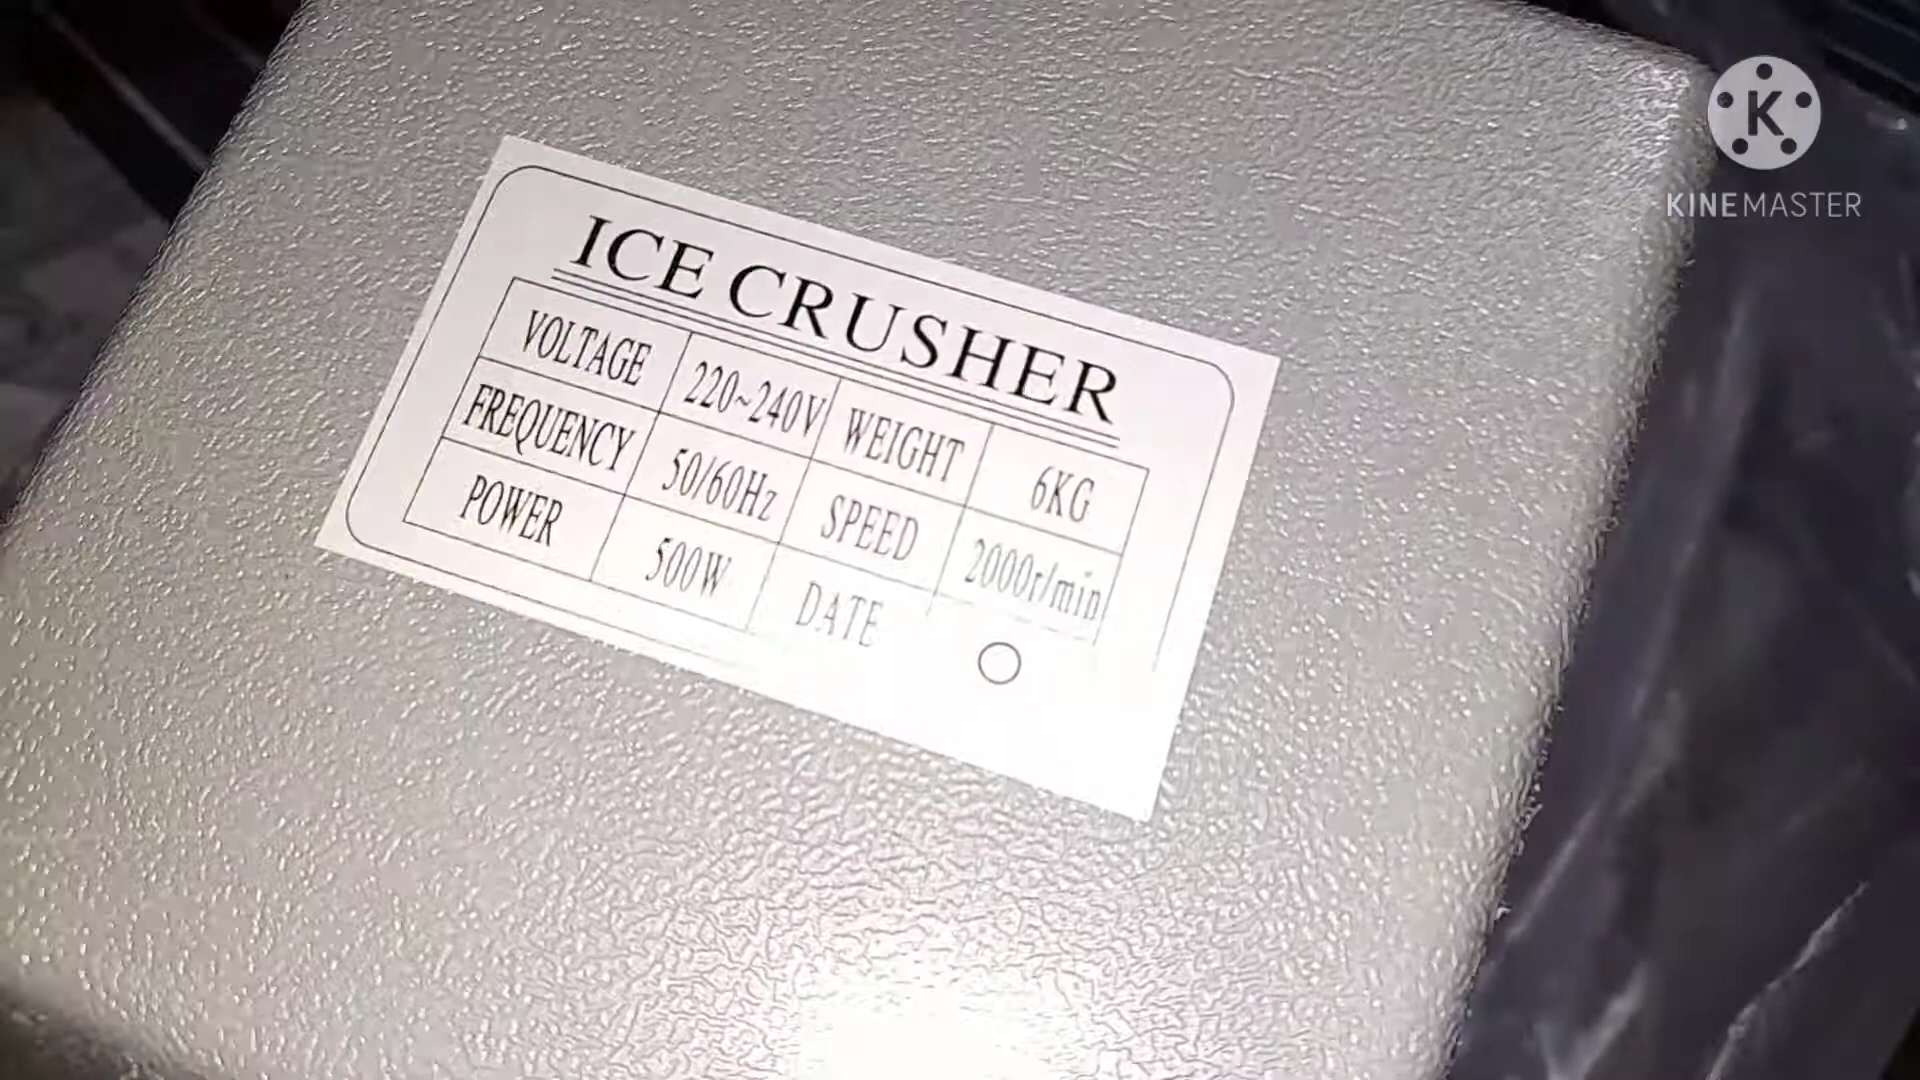 ICE CRUSHER
VOLTAGE 220~240V WEIGHT 6KG
FREQUENCY 50/60Hz SPEED 2000r/min
POWER 500W DATE
K
KINEMASTER